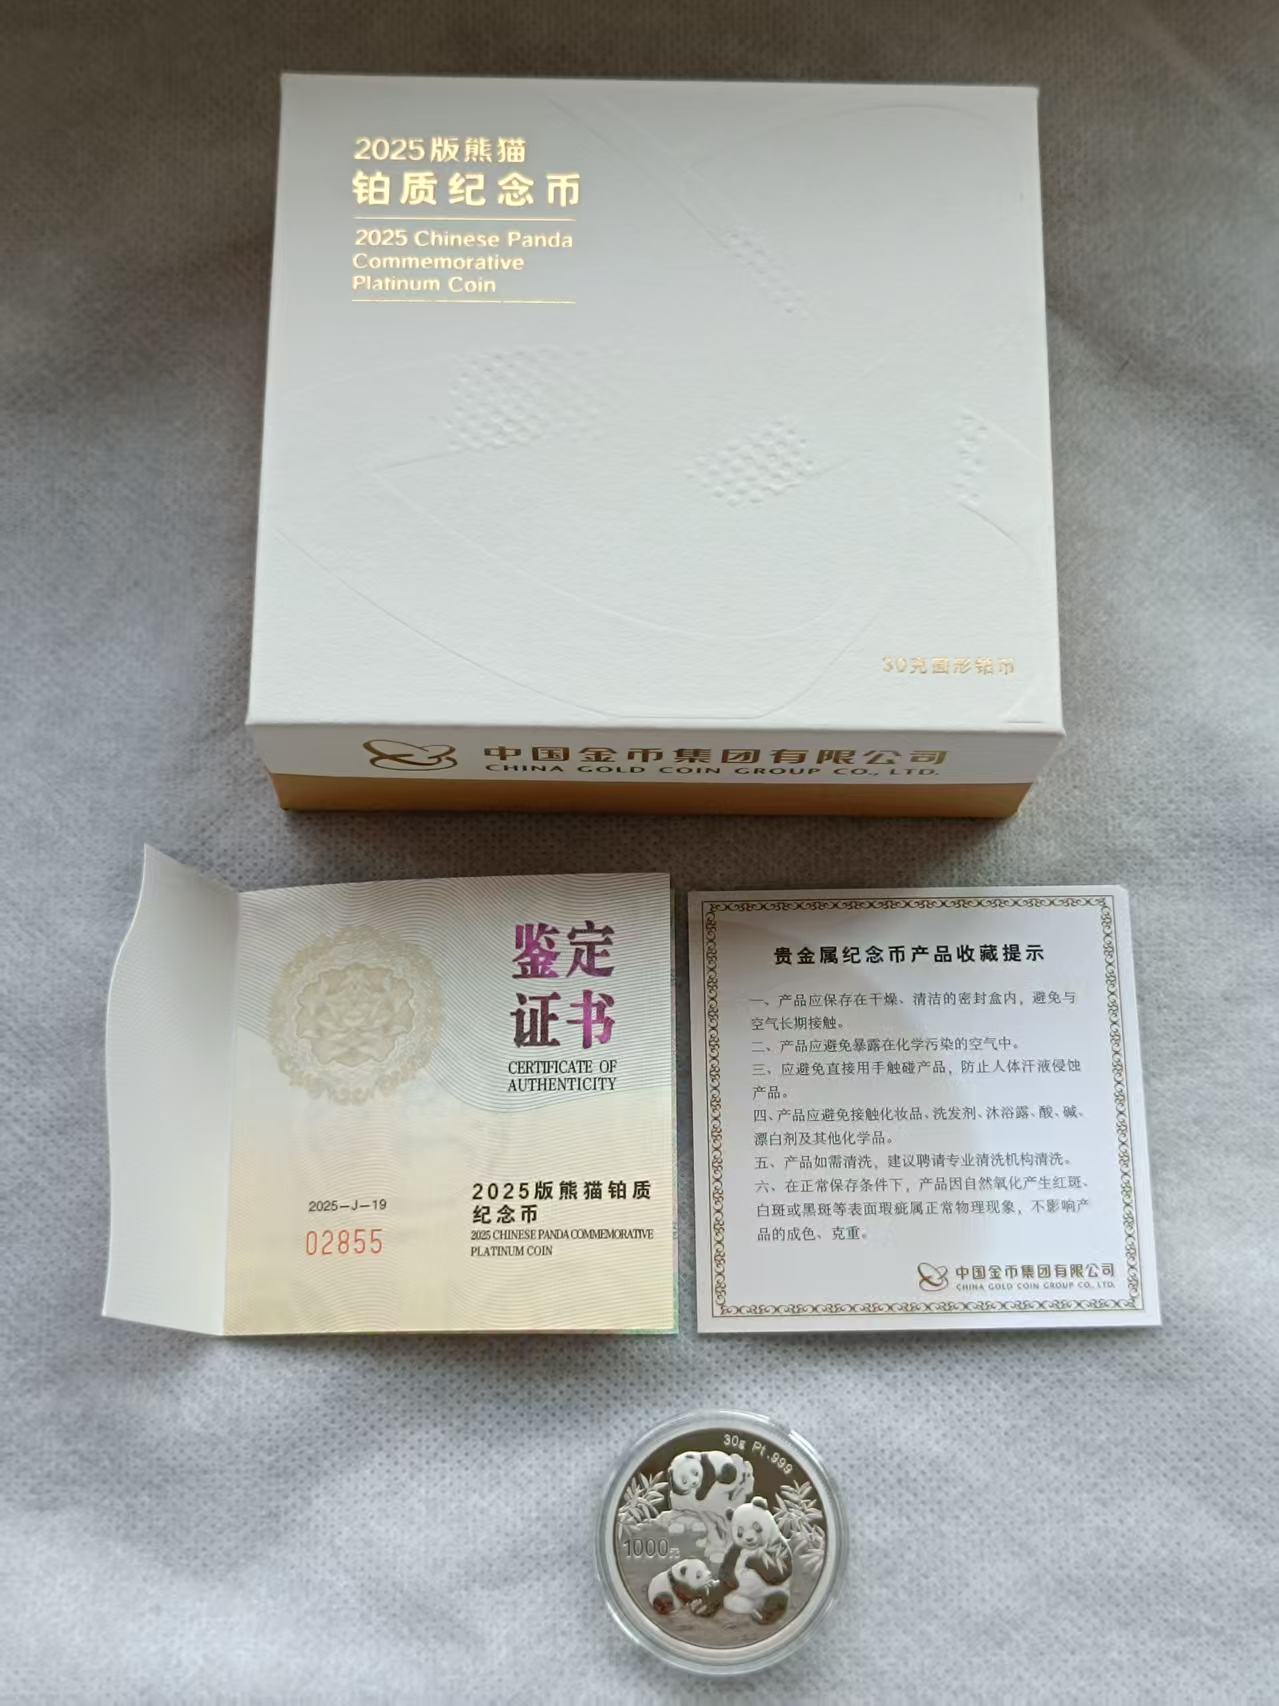 2025版熊猫
铂质纪念币
2025 Chinese Panda
Commemorative
Platinum Coin
30克圆形铂币
中国金币集团有限公司
CHINA GOLD COIN GROUP CO., LTD.
鉴定
证书
CERTIFICATE OF
AUTHENTICITY
2025-J-19
02855
2025版熊猫铂质
纪念币
2025 CHINESE PANDA COMMEMORATIVE
PLATINUM COIN
贵金属纪念币产品收藏提示
一、产品应保存在干燥、清洁的密封盒内，避免与
空气长期接触。
二、产品应避免暴露在化学污染的空气中。
三、应避免直接用手触碰产品，防止人体汗液侵蚀
产品。
四、产品应避免接触化妆品、洗发剂、沐浴露、酸、碱、
漂白剂及其他化学品。
五、产品如需清洗，建议聘请专业清洗机构清洗。
六、在正常保存条件下，产品因自然氧化产生红斑、
白斑或黑斑等表面瑕疵属正常物理现象，不影响产
品的成色、克重。
中国金币集团有限公司
CHINA GOLD COIN GROUP CO., LTD.
30g Pt .999
1000元